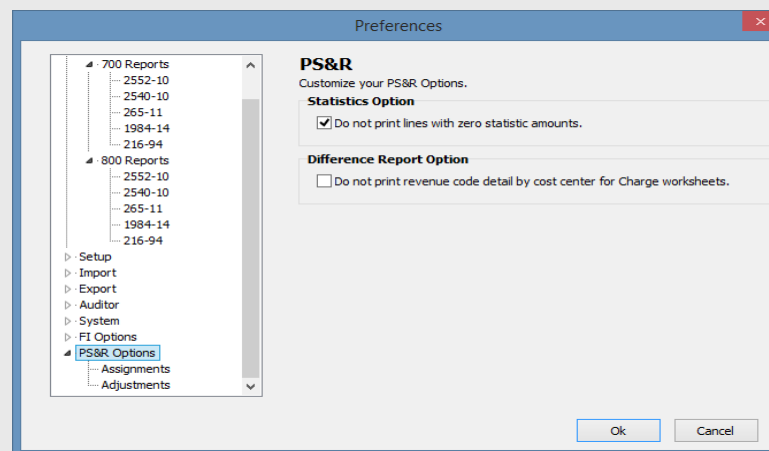 Preferences
700 Reports
2552-10
2540-10
265-11
1984-14
216-94
800 Reports
2552-10
2540-10
265-11
1984-14
216-94
Setup
Import
Export
Auditor
System
FI Options
PS&R Options
Assignments
Adjustments
PS&R
Customize your PS&R Options.
Statistics Option
Do not print lines with zero statistic amounts.
Difference Report Option
Do not print revenue code detail by cost center for Charge worksheets.
Ok
Cancel